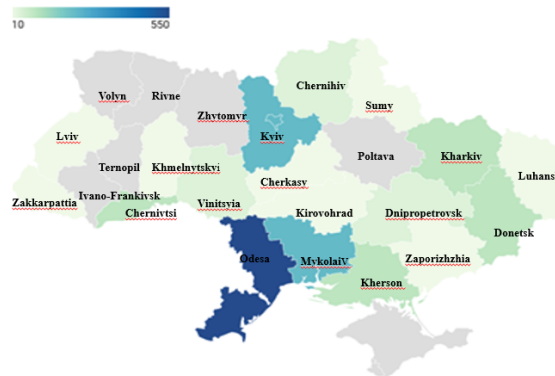 10 550
Chernihiv
Volyn Rivne
Sumy
Zhytomyr
Lviv Kyiv
Poltava Kharkiv
Ternopil Khmelnytskyi
Luhans
Cherkasy
Zakkarpattia Ivano-Frankivsk
Chernivtsi Vinitsyia Kirovohrad Dnipropetrovsk
Donetsk
Odesa MykolaiV Zaporizhzhia
Kherson